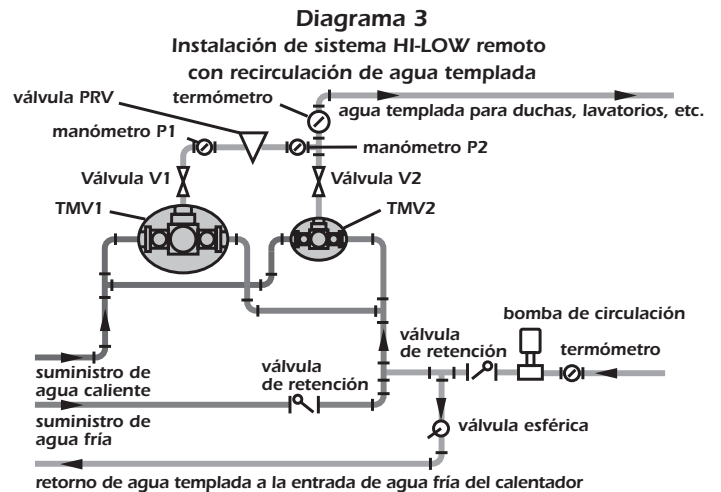 Diagrama 3
Instalación de sistema HI-LOW remoto
con recirculación de agua templada
válvula PRV
termómetro
agua templada para duchas, lavatorios, etc.
manómetro P1
manómetro P2
Válvula V1
Válvula V2
TMV1
TMV2
bomba de circulación
válvula
de retención
termómetro
suministro de
agua caliente
válvula
de retención
suministro de
agua fría
válvula esférica
retorno de agua templada a la entrada de agua fría del calentador